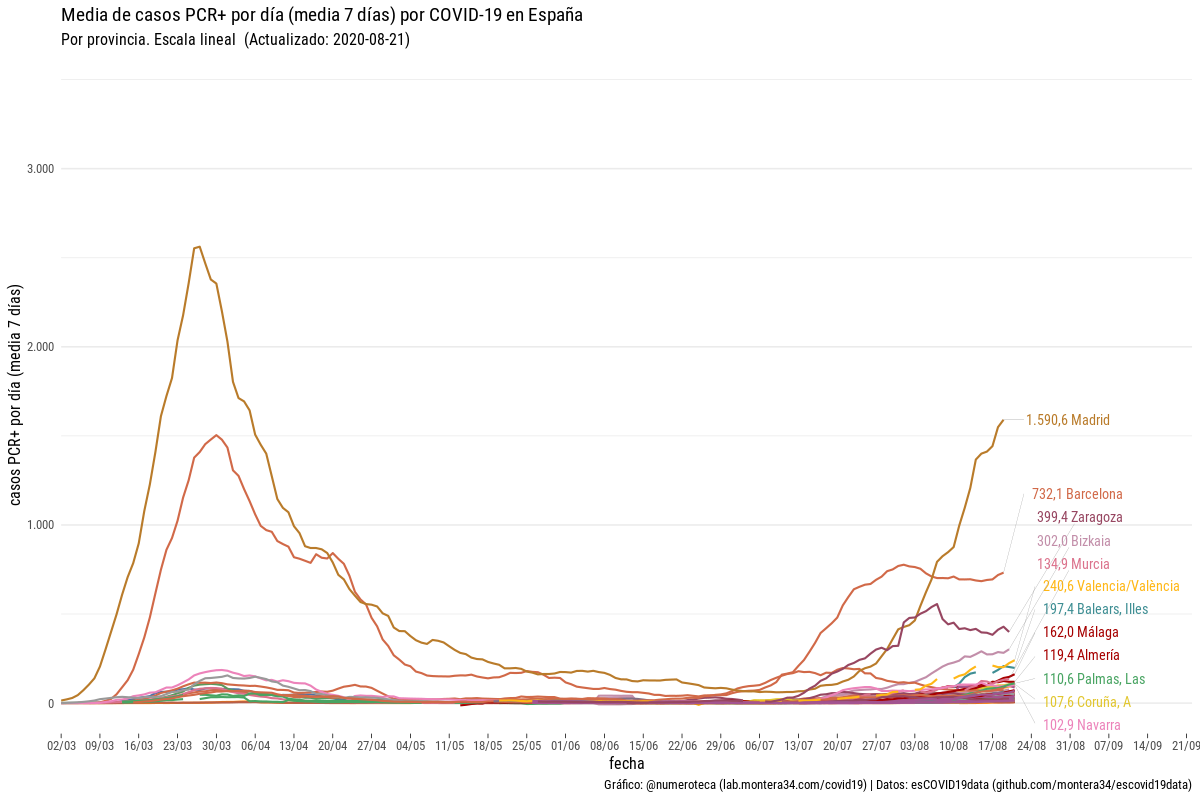 Media de casos PCR+ por día (media 7 días) por COVID-19 en España
Por provincia. Escala lineal (Actualizado: 2020-08-21)
casos PCR+ por día (media 7 días)
3.000
2.000
1.000
0
1.590,6 Madrid
732,1 Barcelona
399,4 Zaragoza
302,0 Bizkaia
134,9 Murcia
240,6 Valencia/València
197,4 Balears, Illes
162,0 Málaga
119,4 Almería
110,6 Palmas, Las
107,6 Coruña, A
102,9 Navarra
02/03 09/03 16/03 23/03 30/03 06/04 13/04 20/04 27/04 04/05 11/05 18/05 25/05 01/06 08/06 15/06 22/06 29/06 06/07 13/07 20/07 27/07 03/08 10/08 17/08 24/08 31/08 07/09 14/09 21/09
fecha
Gráfico: @numeroteca (lab.montera34.com/covid19) | Datos: esCOVID19data (github.com/montera34/escovid19data)